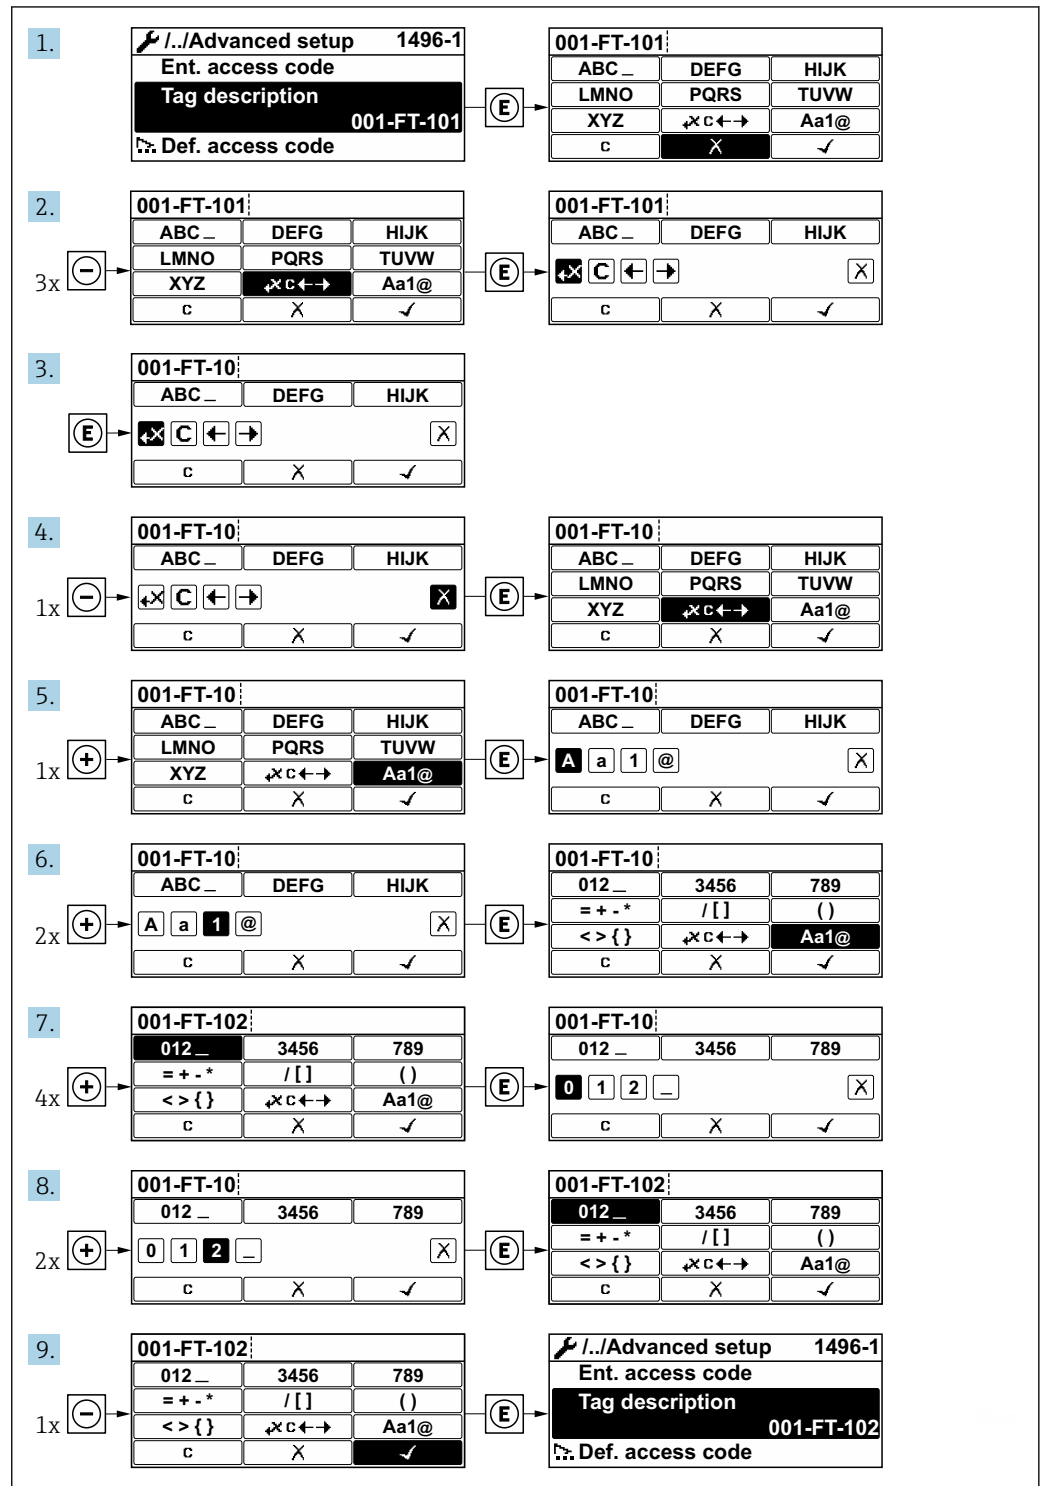 1.
/../Advanced setup 1496-1
Ent. access code
Tag description
001-FT-101
Def. access code
E
001-FT-101
ABC_ DEFG HIJK
LMNO PQRS TUVW
XYZ C Aa1@
C X ✓
2.
3x
001-FT-101
ABC_ DEFG HIJK
LMNO PQRS TUVW
XYZ C Aa1@
C X ✓
E
001-FT-101
ABC_ DEFG HIJK
C X
C X ✓
3.
E
001-FT-10
ABC_ DEFG HIJK
C X
C X ✓
4.
1x
001-FT-10
ABC_ DEFG HIJK
C X
C X ✓
E
001-FT-10
ABC_ DEFG HIJK
LMNO PQRS TUVW
XYZ C Aa1@
C X ✓
5.
1x
001-FT-10
ABC_ DEFG HIJK
LMNO PQRS TUVW
XYZ C Aa1@
C X ✓
E
001-FT-10
ABC_ DEFG HIJK
A a 1 @ X
C X ✓
6.
2x
001-FT-10
ABC_ DEFG HIJK
A a 1 @ X
C X ✓
E
001-FT-10
012_ 3456 789
= + - * / [ ] ( )
< > { } C Aa1@
C X ✓
7.
4x
001-FT-102
012_ 3456 789
= + - * / [ ] ( )
< > { } C Aa1@
C X ✓
E
001-FT-10
012_ 3456 789
0 1 2 _ X
C X ✓
8.
2x
001-FT-10
012_ 3456 789
0 1 2 _ X
C X ✓
E
001-FT-102
012_ 3456 789
= + - * / [ ] ( )
< > { } C Aa1@
C X ✓
9.
1x
001-FT-102
012_ 3456 789
= + - * / [ ] ( )
< > { } C Aa1@
C X ✓
E
/../Advanced setup 1496-1
Ent. access code
Tag description
001-FT-102
Def. access code